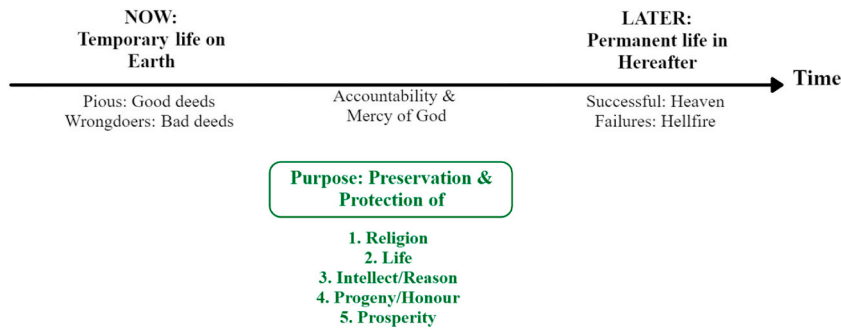 NOW:
Temporary life on
Earth
LATER:
Permanent life in
Hereafter
Time
Pious: Good deeds
Wrongdoers: Bad deeds
Accountability &
Mercy of God
Successful: Heaven
Failures: Hellfire
Purpose: Preservation &
Protection of
1. Religion
2. Life
3. Intellect/Reason
4. Progeny/Honour
5. Prosperity